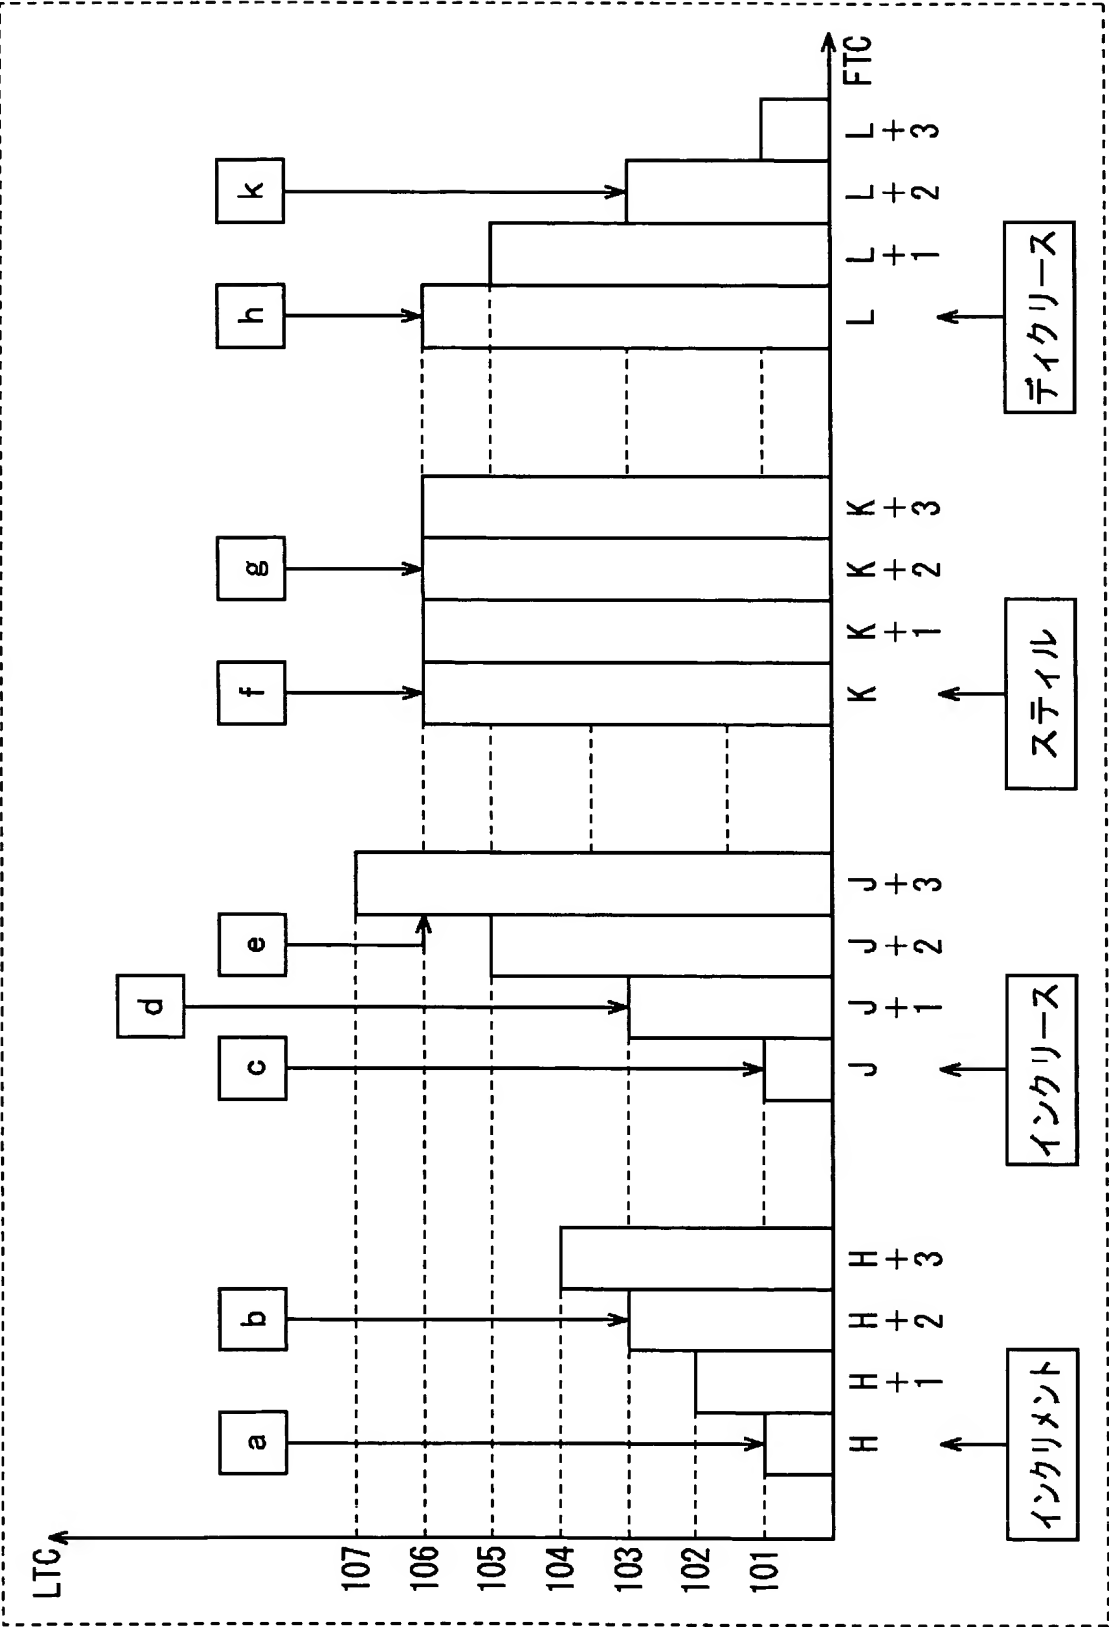 LTC
107
106
105
104
103
102
101
a
b
c
d
e
f
g
h
k
H
H+1
H+2
H+3
J
J+1
J+2
J+3
K
K+1
K+2
K+3
L
L+1
L+2
L+3
FTC
インクリメント
インクリース
スティル
ディクリース